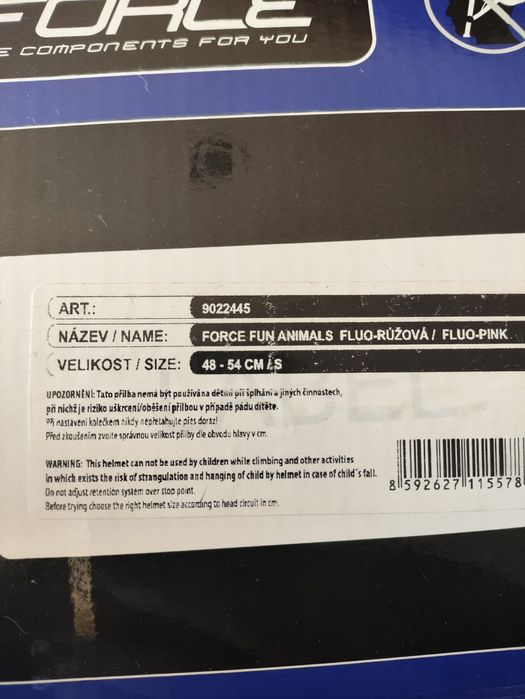 FORCE
E COMPONENTS FOR YOU
ART.: 9022445
NÁZEV / NAME: FORCE FUN ANIMALS FLUO-RŮŽOVÁ / FLUO-PINK
VELIKOST / SIZE: 48 - 54 CM / S
UPOZORNĚNÍ: Tato přilba nemá být používána dětmi při šplhání a jiných činnostech,
při nichž je riziko uškrcení/oběšení přilbou v případě pádu dítěte.
Při nastavení kolečkem nikdy nepřetahujte přes doraz!
Před zkoušením zvolte správnou velikost přilby dle obvodu hlavy v cm.
WARNING: This helmet can not be used by children while climbing and other activities
in which exists the risk of strangulation and hanging of child by helmet in case of child´s fall.
Do not adjust retention system over stop point.
Before trying choose the right helmet size according to head circuit in cm.
8 592627 115578